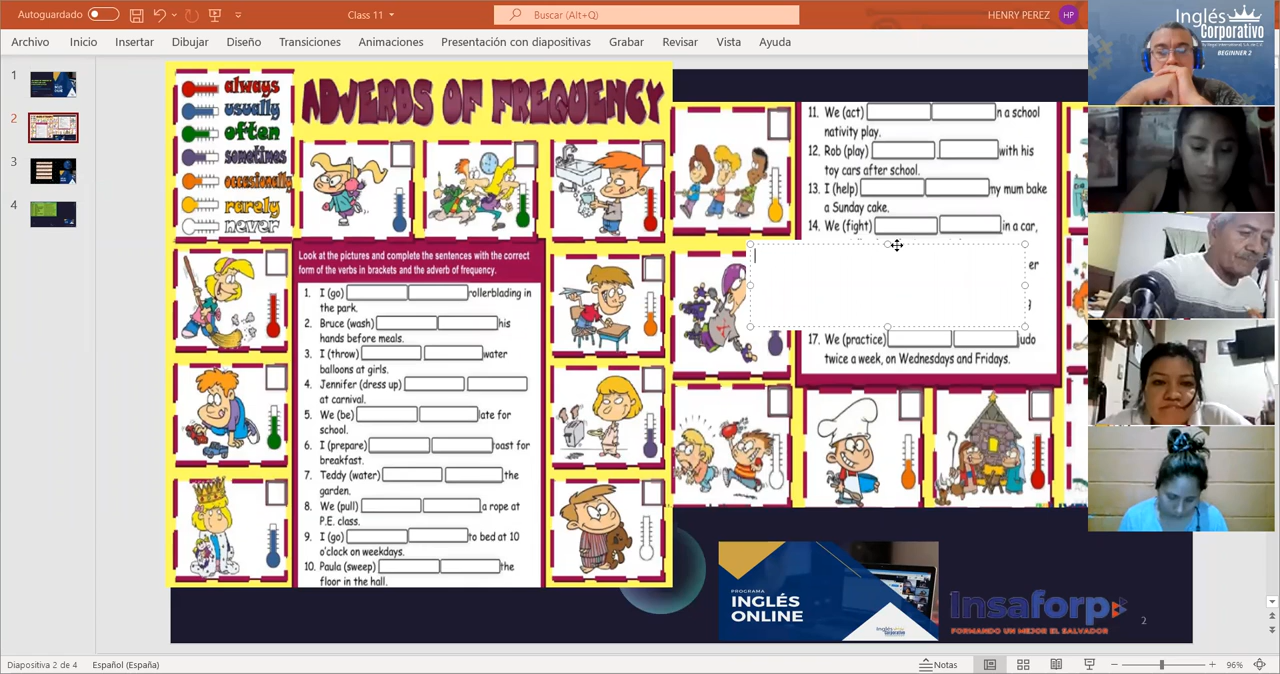 Autoguardado
Class 11
Buscar (Alt+Q)
HENRY PEREZ
HP
Archivo
Inicio
Insertar
Dibujar
Diseño
Transiciones
Animaciones
Presentación con diapositivas
Grabar
Revisar
Vista
Ayuda
1
2
3
4
always
usually
often
sometimes
occasionally
rarely
never
ADVERBS OF FREQUENCY
Look at the pictures and complete the sentences with the correct
form of the verbs in brackets and the adverb of frequency.
1. I (go) rollerblading in
the park.
2. Bruce (wash) his
hands before meals.
3. I (throw) water
balloons at girls.
4. Jennifer (dress up)
at carnival.
5. We (be) late for
school.
6. I (prepare) toast for
breakfast.
7. Teddy (water) the
garden.
8. We (pull) a rope at
P.E. class.
9. I (go) to bed at 10
o'clock on weekdays.
10. Paula (sweep) the
floor in the hall.
11. We (act) n a school
nativity play.
12. Rob (play) with his
toy cars after school.
13. I (help) my mum bake
a Sunday cake.
14. We (fight) in a car,
er
17. We (practice) udo
twice a week, on Wednesdays and Fridays.
PROGRAMA
INGLÉS
ONLINE
Inglés
Corporativo
insaforp
FORMANDO UN MEJOR EL SALVADOR
2
Inglés
Corporativo
BEGINNER 2
Diapositiva 2 de 4
Español (España)
Notas
96%